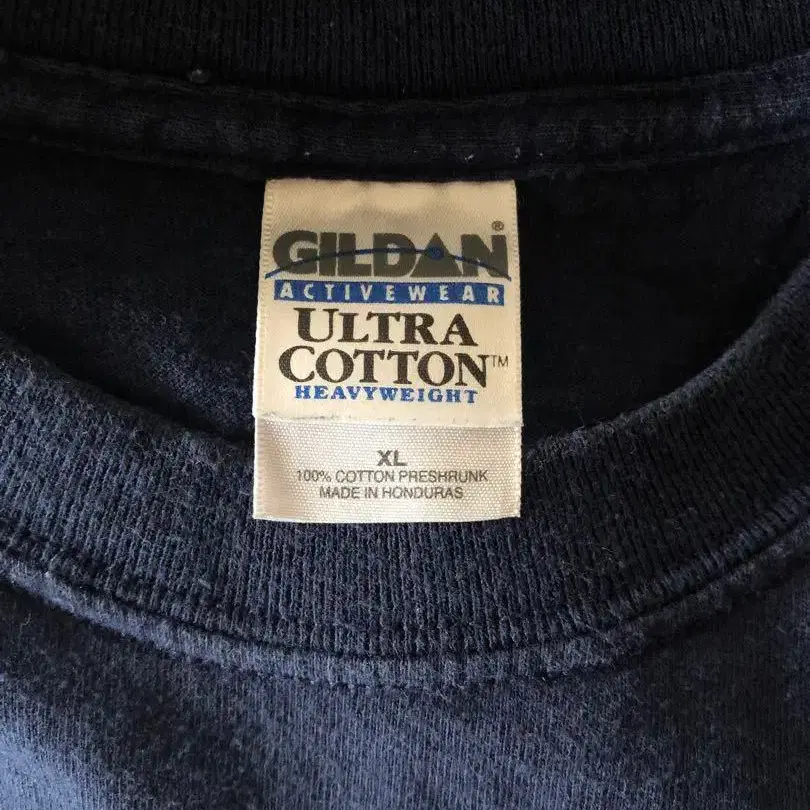 GILDAN®
ACTIVEWEAR
ULTRA
COTTON™
HEAVYWEIGHT
XL
100% COTTON PRESHRUNK
MADE IN HONDURAS